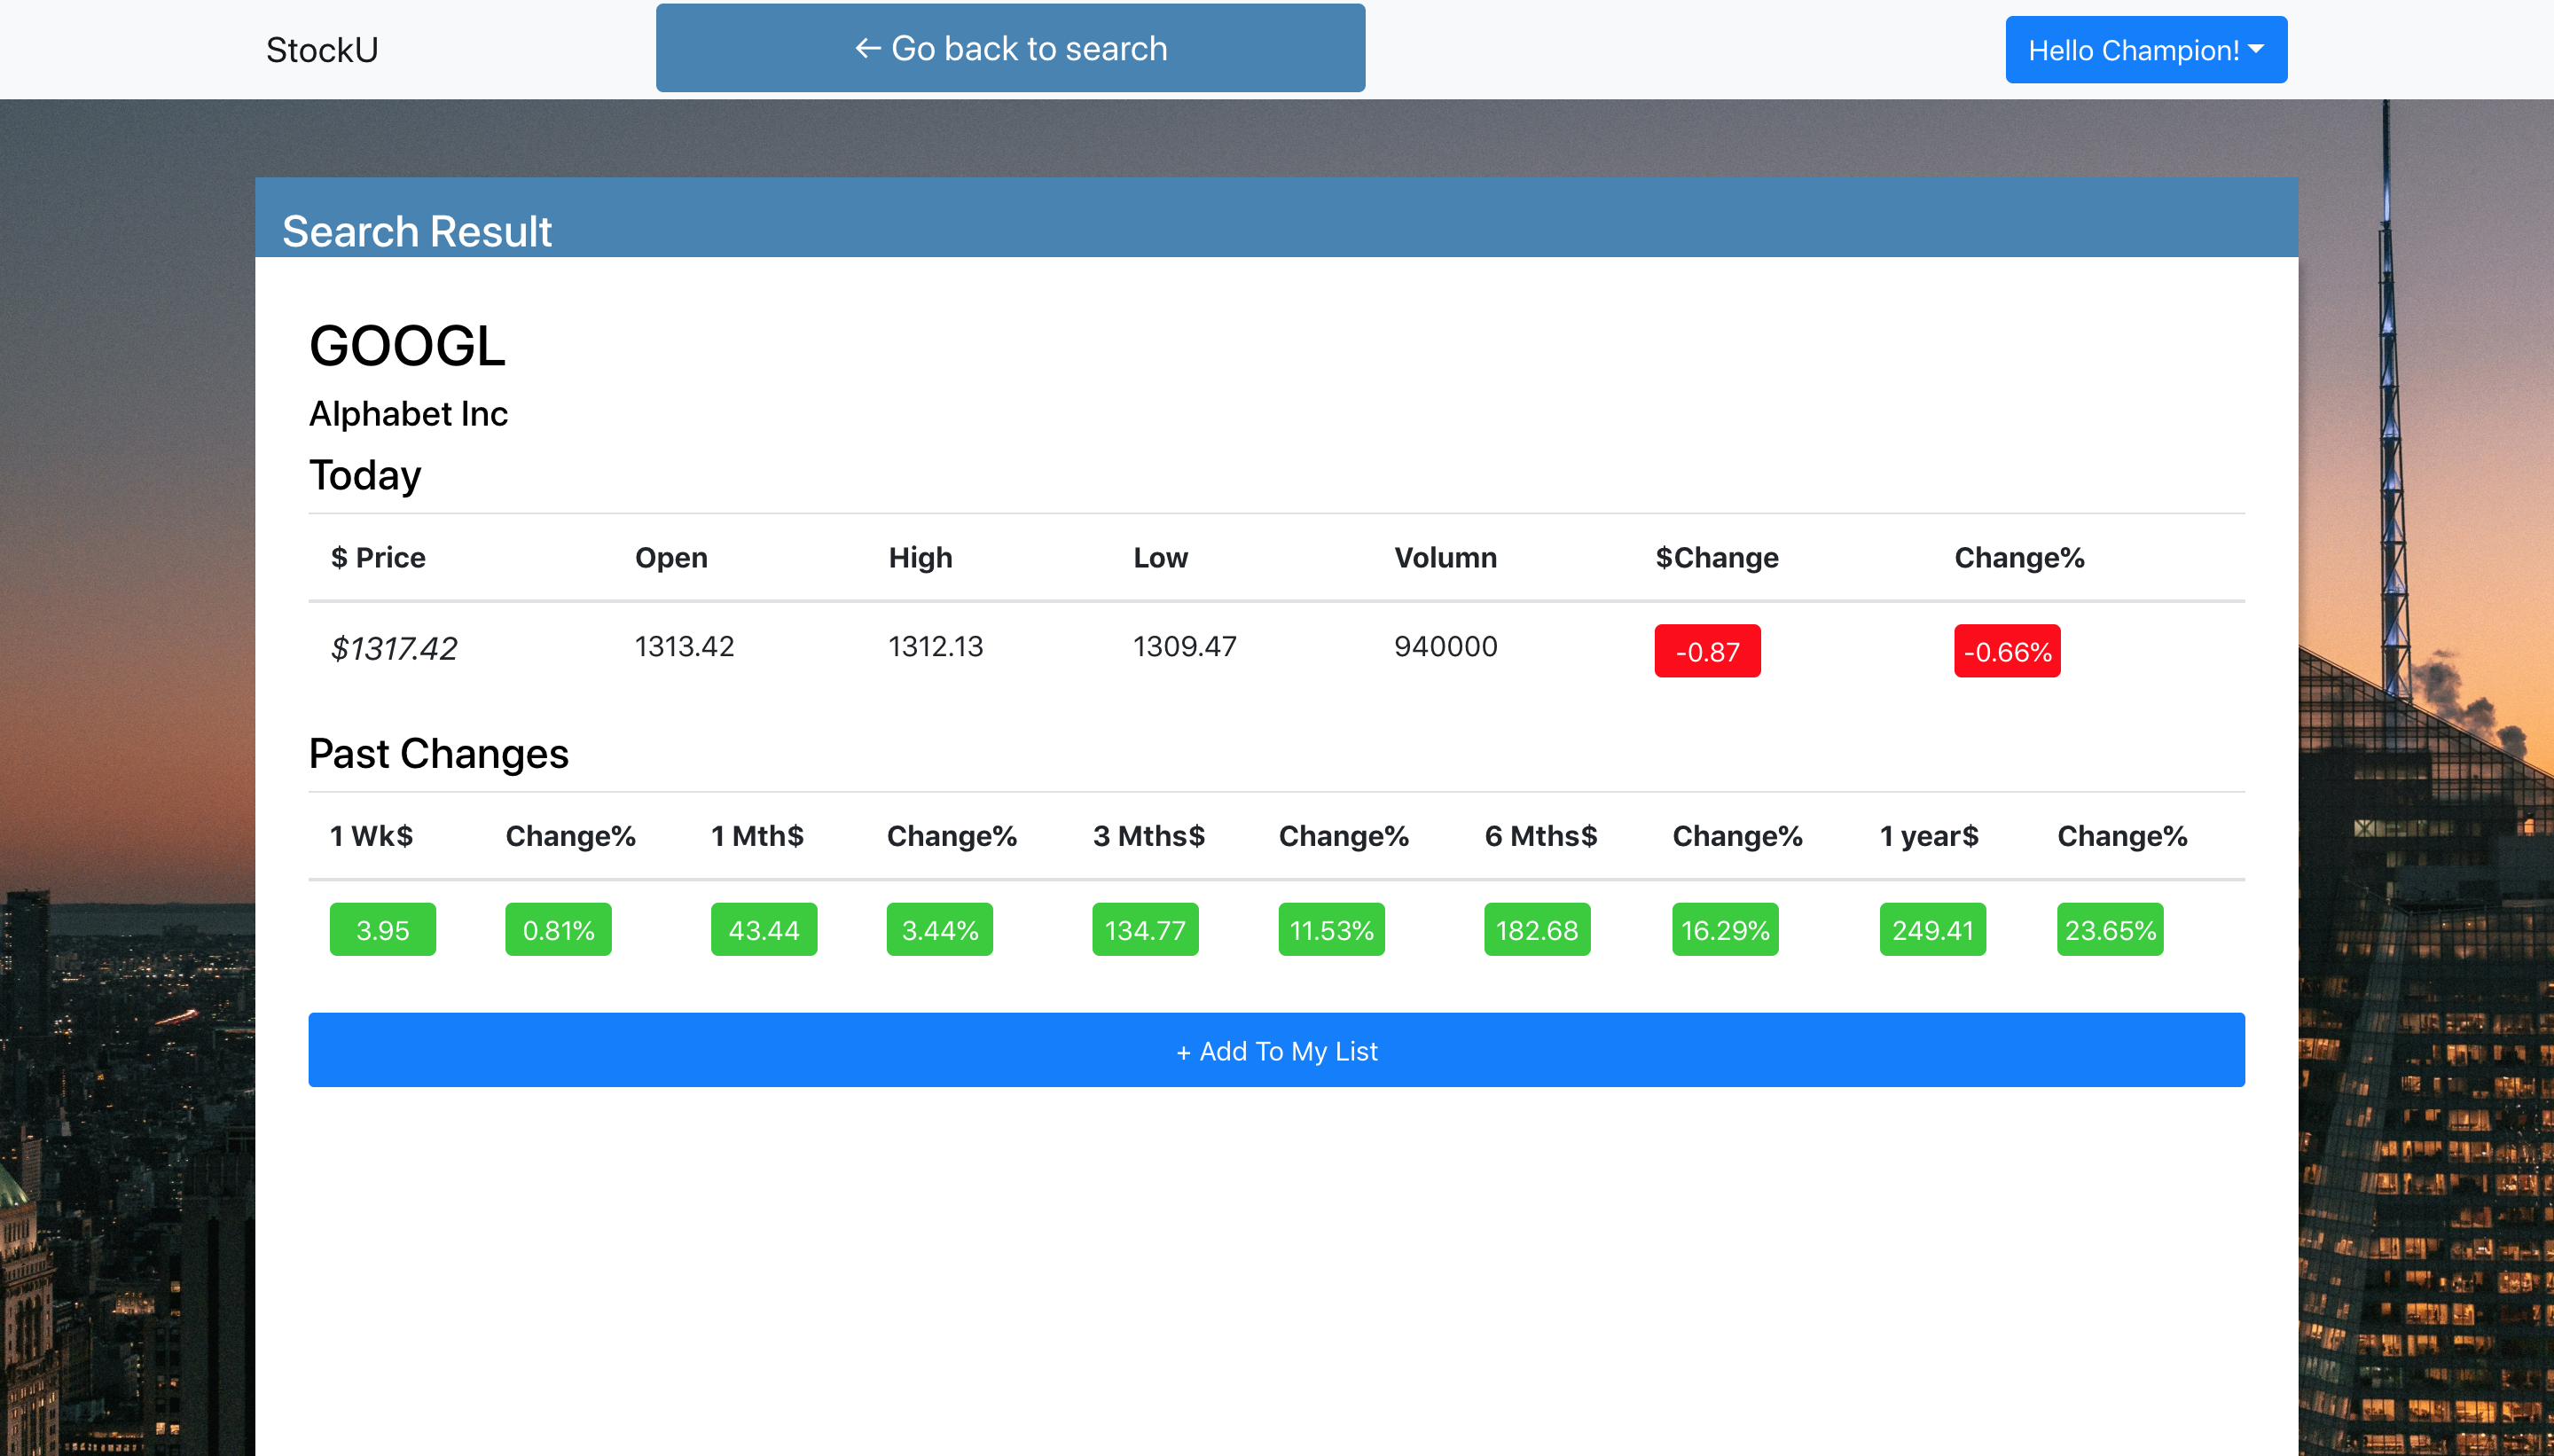 StockU
← Go back to search
Hello Champion!
Search Result
GOOGL
Alphabet Inc
Today
$ Price Open High Low Volumn $Change Change%
$1317.42 1313.42 1312.13 1309.47 940000 -0.87 -0.66%
Past Changes
1 Wk$ Change% 1 Mth$ Change% 3 Mths$ Change% 6 Mths$ Change% 1 year$ Change%
3.95 0.81% 43.44 3.44% 134.77 11.53% 182.68 16.29% 249.41 23.65%
+ Add To My List